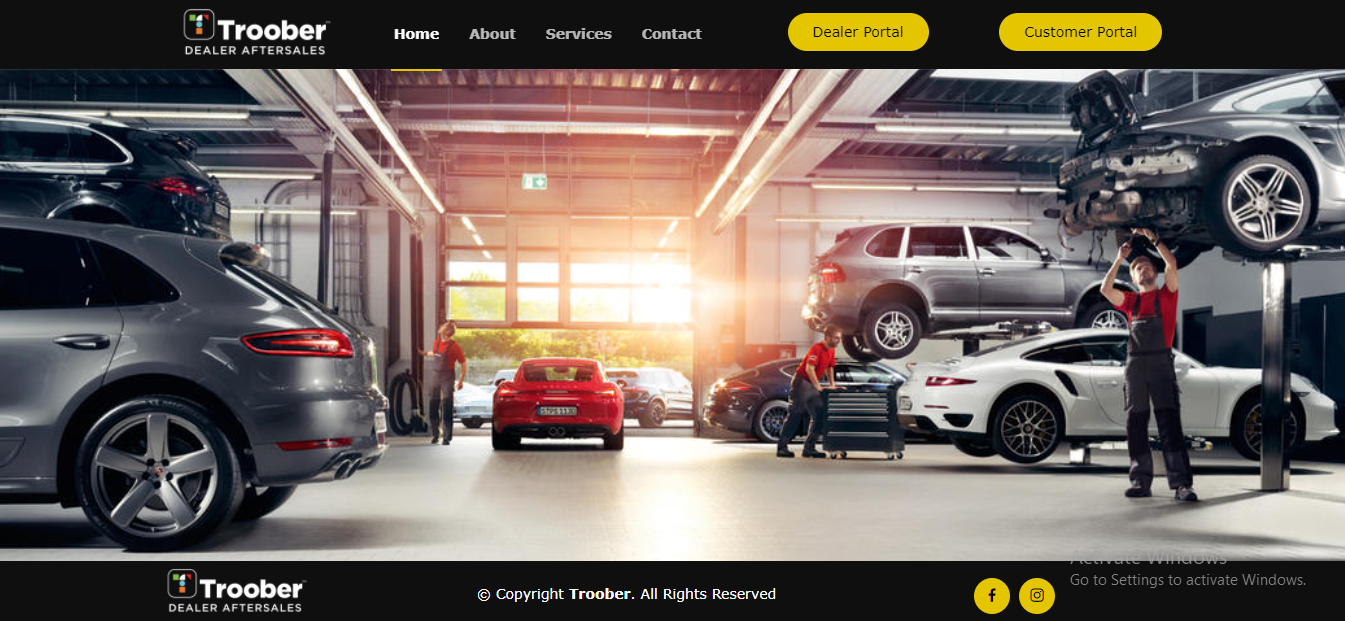 Troober
DEALER AFTERSALES
Home
About
Services
Contact
Dealer Portal
Customer Portal
Troober
DEALER AFTERSALES
© Copyright Troober. All Rights Reserved
Activate Windows
Go to Settings to activate Windows.